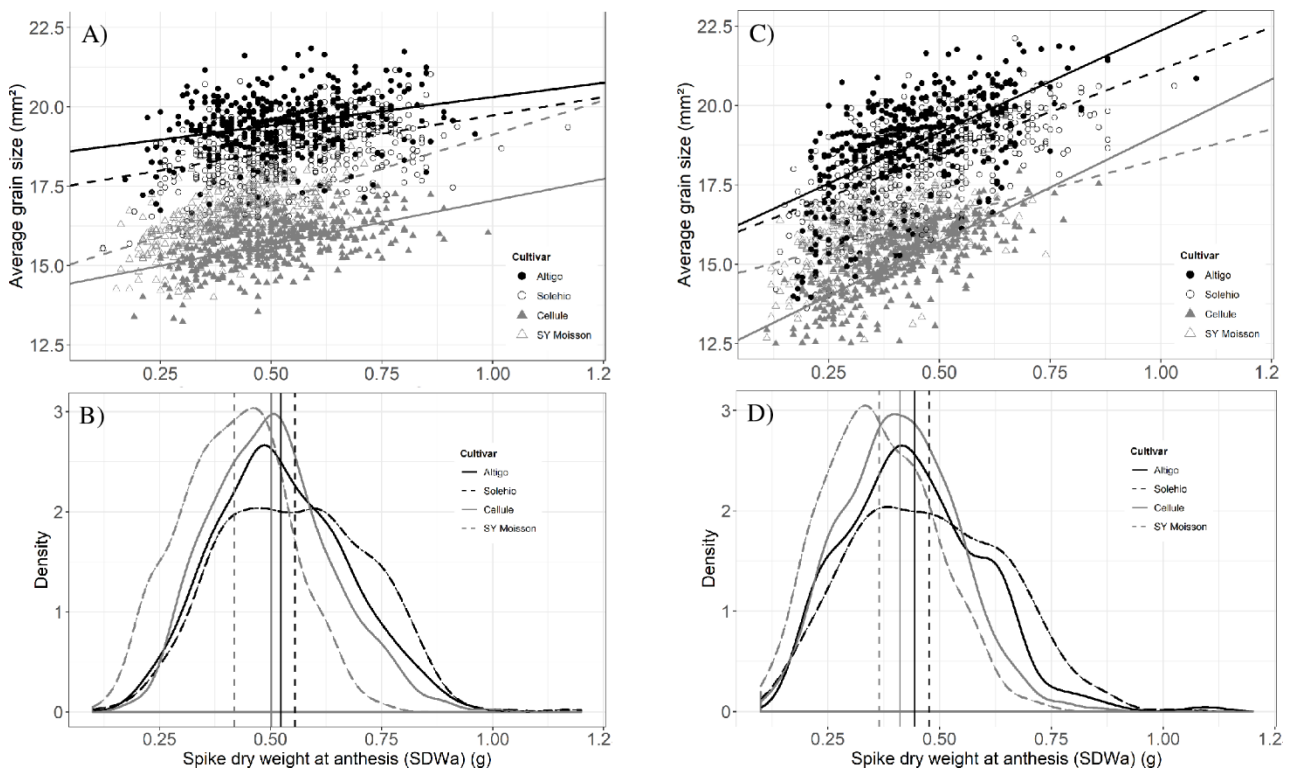 A)
Average grain size (mm²)
22.5
20.0
17.5
15.0
12.5
Cultivar
Altigo
Solehio
Cellule
SY Moisson
0.25 0.50 0.75 1.00 1.2
C)
Average grain size (mm²)
22.5
20.0
17.5
15.0
12.5
Cultivar
Altigo
Solehio
Cellule
SY Moisson
0.25 0.50 0.75 1.00 1.2
B)
Density
3
2
1
0
Cultivar
Altigo
Solehio
Cellule
SY Moisson
0.25 0.50 0.75 1.00 1.2
Spike dry weight at anthesis (SDWa) (g)
D)
Density
3
2
1
0
Cultivar
Altigo
Solehio
Cellule
SY Moisson
0.25 0.50 0.75 1.00 1.2
Spike dry weight at anthesis (SDWa) (g)